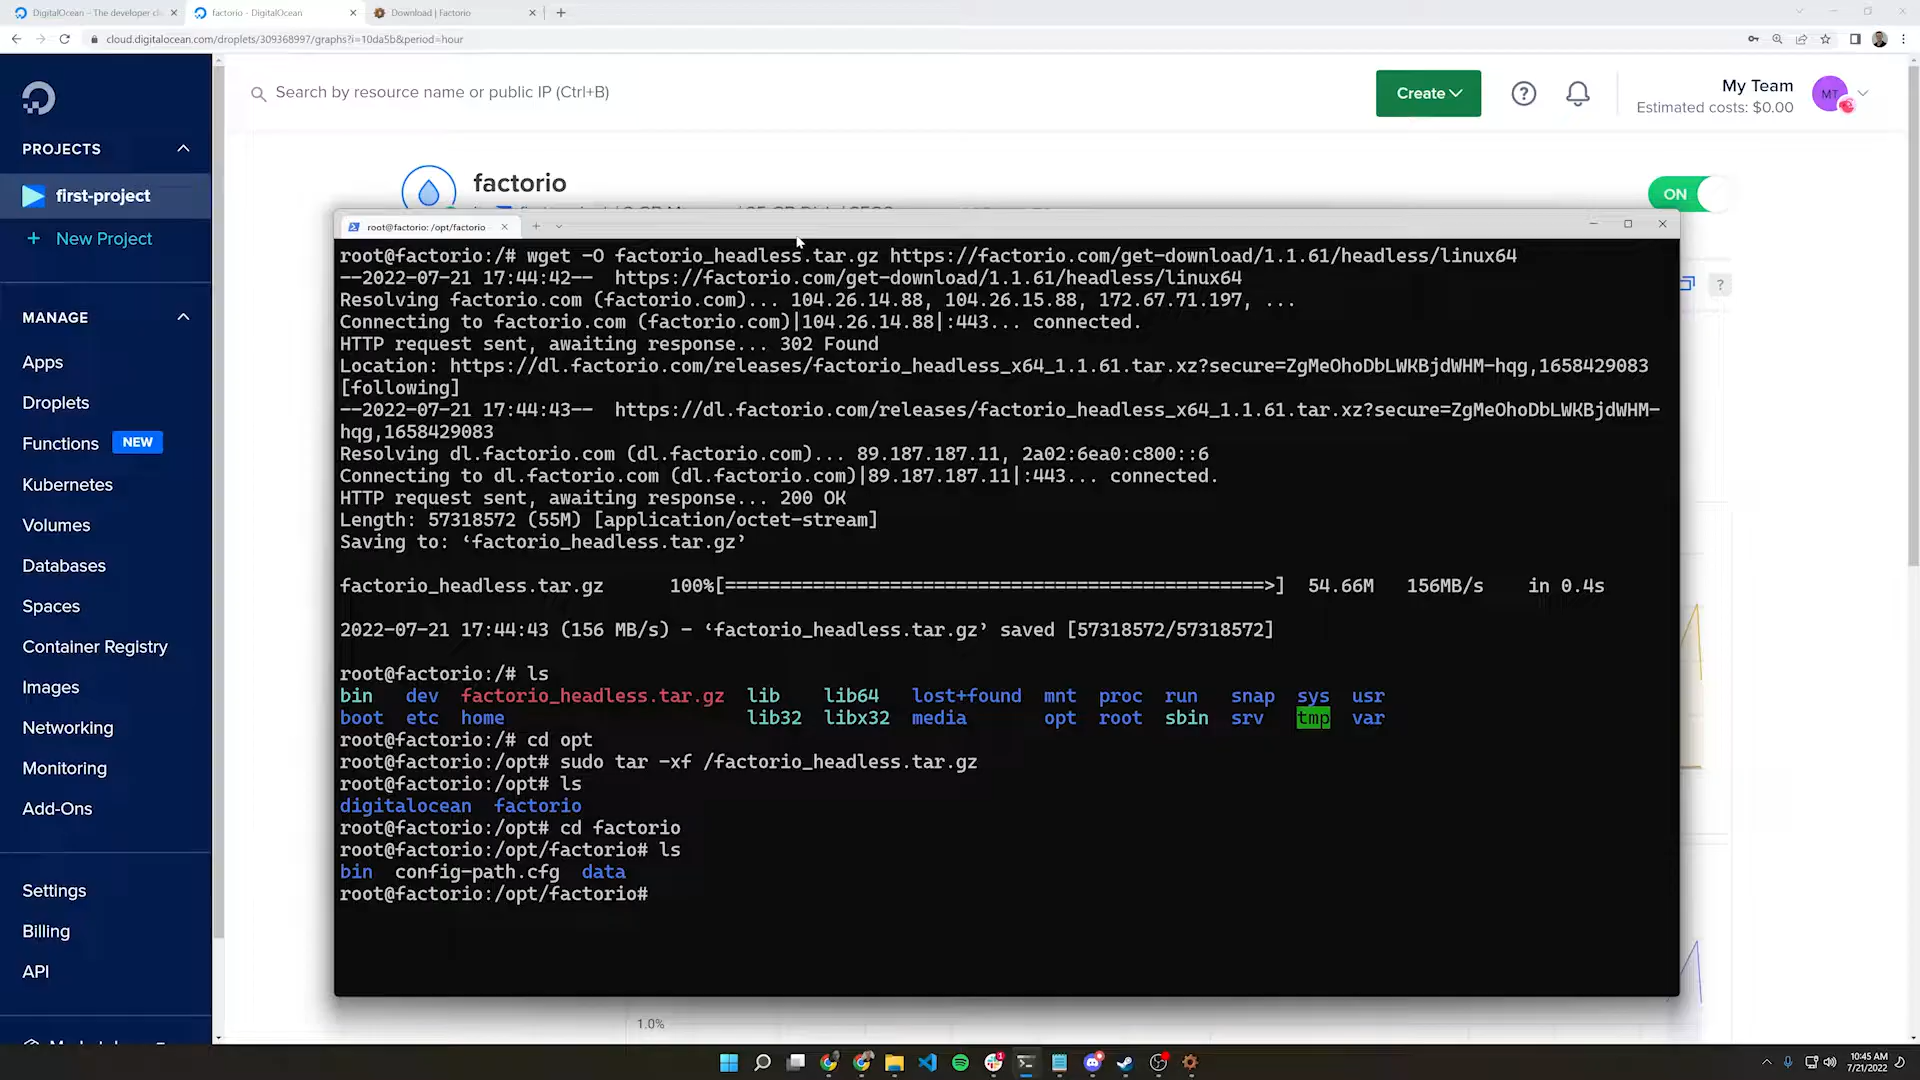 DigitalOcean – The developer cl
factorio - DigitalOcean
Download | Factorio
cloud.digitalocean.com/droplets/309368997/graphs?i=10da5b&period=hour
Search by resource name or public IP (Ctrl+B)
Create
?
My Team
Estimated costs: $0.00
MT
PROJECTS
first-project
+ New Project
MANAGE
Apps
Droplets
Functions NEW
Kubernetes
Volumes
Databases
Spaces
Container Registry
Images
Networking
Monitoring
Add-Ons
Settings
Billing
API
factorio
ON
?
root@factorio: /opt/factorio
root@factorio:/# wget -O factorio_headless.tar.gz https://factorio.com/get-download/1.1.61/headless/linux64
--2022-07-21 17:44:42-- https://factorio.com/get-download/1.1.61/headless/linux64
Resolving factorio.com (factorio.com)... 104.26.14.88, 104.26.15.88, 172.67.71.197, ...
Connecting to factorio.com (factorio.com)|104.26.14.88|:443... connected.
HTTP request sent, awaiting response... 302 Found
Location: https://dl.factorio.com/releases/factorio_headless_x64_1.1.61.tar.xz?secure=ZgMeOhoDbLWKBjdWHM-hqg,1658429083
[following]
--2022-07-21 17:44:43-- https://dl.factorio.com/releases/factorio_headless_x64_1.1.61.tar.xz?secure=ZgMeOhoDbLWKBjdWHM-
hqg,1658429083
Resolving dl.factorio.com (dl.factorio.com)... 89.187.187.11, 2a02:6ea0:c800::6
Connecting to dl.factorio.com (dl.factorio.com)|89.187.187.11|:443... connected.
HTTP request sent, awaiting response... 200 OK
Length: 57318572 (55M) [application/octet-stream]
Saving to: ‘factorio_headless.tar.gz’
factorio_headless.tar.gz 100%[=================================================>] 54.66M 156MB/s in 0.4s
2022-07-21 17:44:43 (156 MB/s) - ‘factorio_headless.tar.gz’ saved [57318572/57318572]
root@factorio:/# ls
bin dev factorio_headless.tar.gz lib lib64 lost+found mnt proc run snap sys usr
boot etc home lib32 libx32 media opt root sbin srv tmp var
root@factorio:/# cd opt
root@factorio:/opt# sudo tar -xf /factorio_headless.tar.gz
root@factorio:/opt# ls
digitalocean factorio
root@factorio:/opt# cd factorio
root@factorio:/opt/factorio# ls
bin config-path.cfg data
root@factorio:/opt/factorio#
1.0%
10:45 AM
7/21/2022